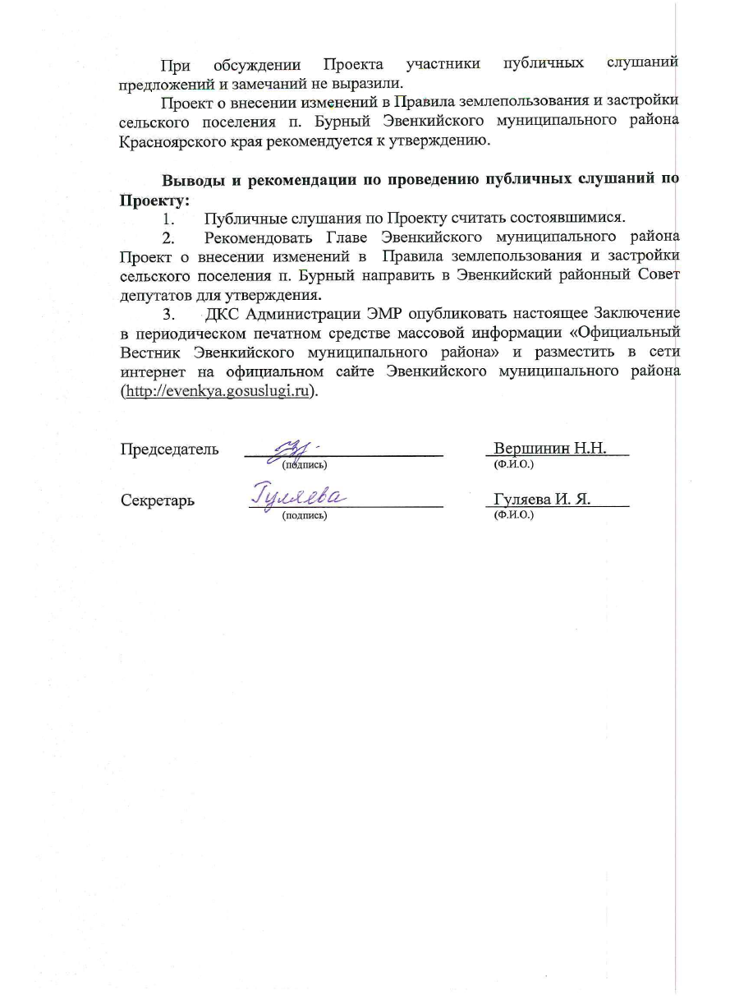 При обсуждении Проекта участники публичных слушаний
предложений и замечаний не выразили.
Проект о внесении изменений в Правила землепользования и застройки
сельского поселения п. Бурный Эвенкийского муниципального района
Красноярского края рекомендуется к утверждению.
Выводы и рекомендации по проведению публичных слушаний по
Проекту:
1. Публичные слушания по Проекту считать состоявшимися.
2. Рекомендовать Главе Эвенкийского муниципального района
Проект о внесении изменений в Правила землепользования и застройки
сельского поселения п. Бурный направить в Эвенкийский районный Совет
депутатов для утверждения.
3. ДКС Администрации ЭМР опубликовать настоящее Заключение
в периодическом печатном средстве массовой информации «Официальный
Вестник Эвенкийского муниципального района» и разместить в сети
интернет на официальном сайте Эвенкийского муниципального района
(http://evenkya.gosuslugi.ru).
Председатель Вершинин Н.Н.
(подпись) (Ф.И.О.)
Секретарь Гуляева Гуляева И. Я.
(подпись) (Ф.И.О.)